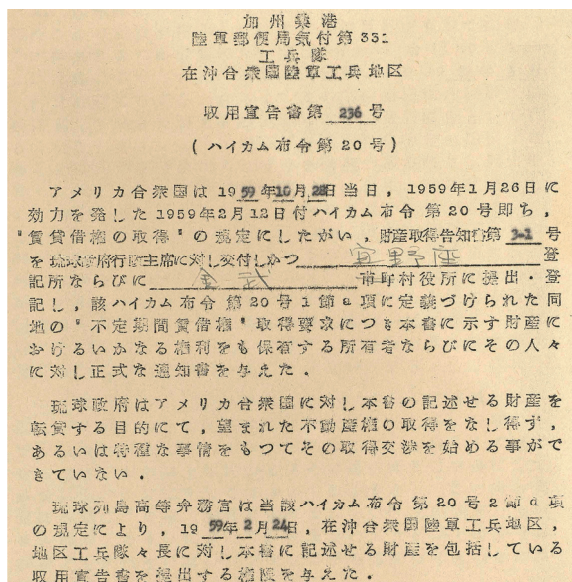 加州桑港
陸軍郵便局気付第331
工兵隊
在沖合衆國陸軍工兵地区
収用宣告書第 236 号
(ハイカム布令第20号)
アメリカ合衆國は1959年10月28日当日，1959年1月26日に
効力を発した1959年2月12日付ハイカム布令第20号即ち，
"賃貸借権の取得"の規定にしたがい，財産取得告知書第 3-1 号
を琉球政府行政主席に対し交付しかつ 宜野座 登
記所ならびに 金武 市町村役所に提出・登
記し，該ハイカム布令第20号1節a項に定義づけられた同
地の"不定期間賃借権"取得要求につき本書に示す財産に
おけるいかなる権利をも保有する所有者ならびにその人々
に対し正式な通知書を与えた．
琉球政府はアメリカ合衆國に対し本書の記述せる財産を
転貸する目的にて，望まれた不動産権の取得をなし得ず，
あるいは特種な事情をもつてその取得交渉を始める事がで
きていない．
琉球列島高等弁務官は当該ハイカム布令第20号2節d項
の規定により，1959年2月24日，在沖合衆國陸軍工兵地区，
地区工兵隊々長に対し本書に記述せる財産を包括している
収用宣告書を提出する権限を与えた．